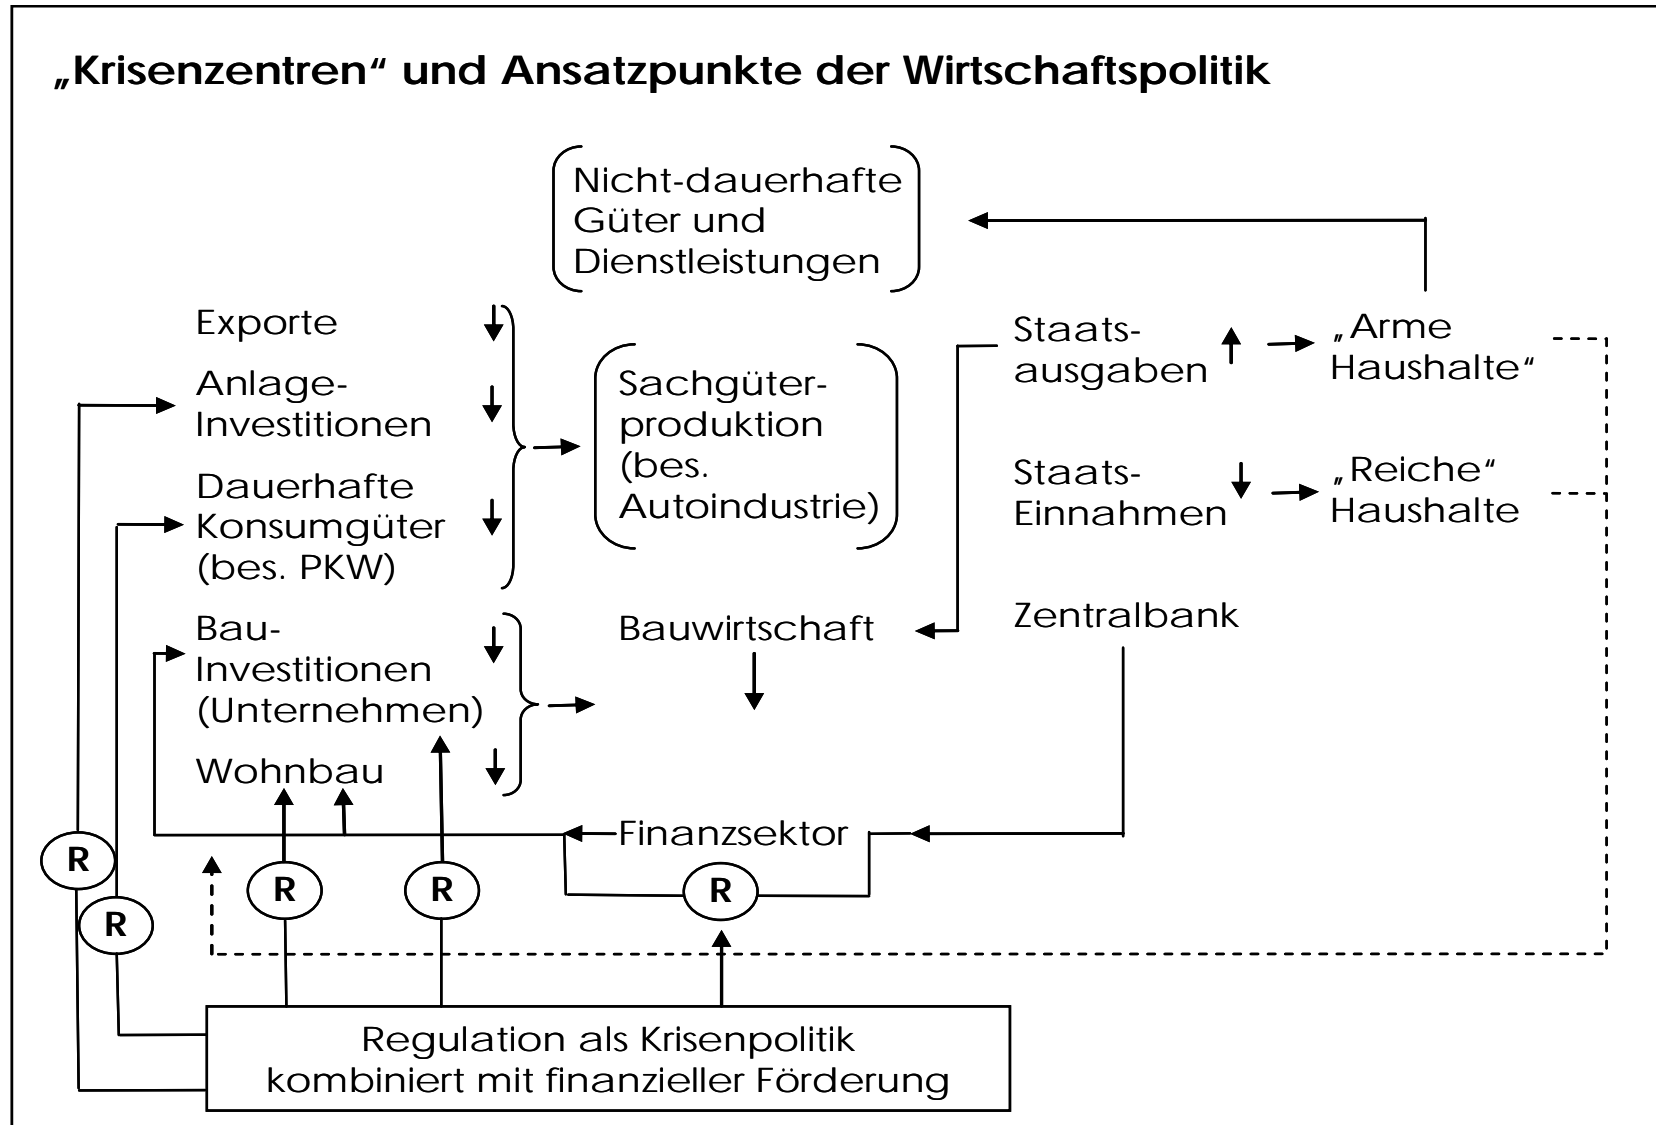 „Krisenzentren“ und Ansatzpunkte der Wirtschaftspolitik
Nicht-dauerhafte
Güter und
Dienstleistungen
Exporte
Anlage-
Investitionen
Dauerhafte
Konsumgüter
(bes. PKW)
Bau-
Investitionen
(Unternehmen)
Wohnbau
Sachgüter-
produktion
(bes.
Autoindustrie)
Bauwirtschaft
Finanzsektor
Staats-
ausgaben
„Arme
Haushalte“
Staats-
Einnahmen
„Reiche“
Haushalte
Zentralbank
R
R
R
R
R
Regulation als Krisenpolitik
kombiniert mit finanzieller Förderung